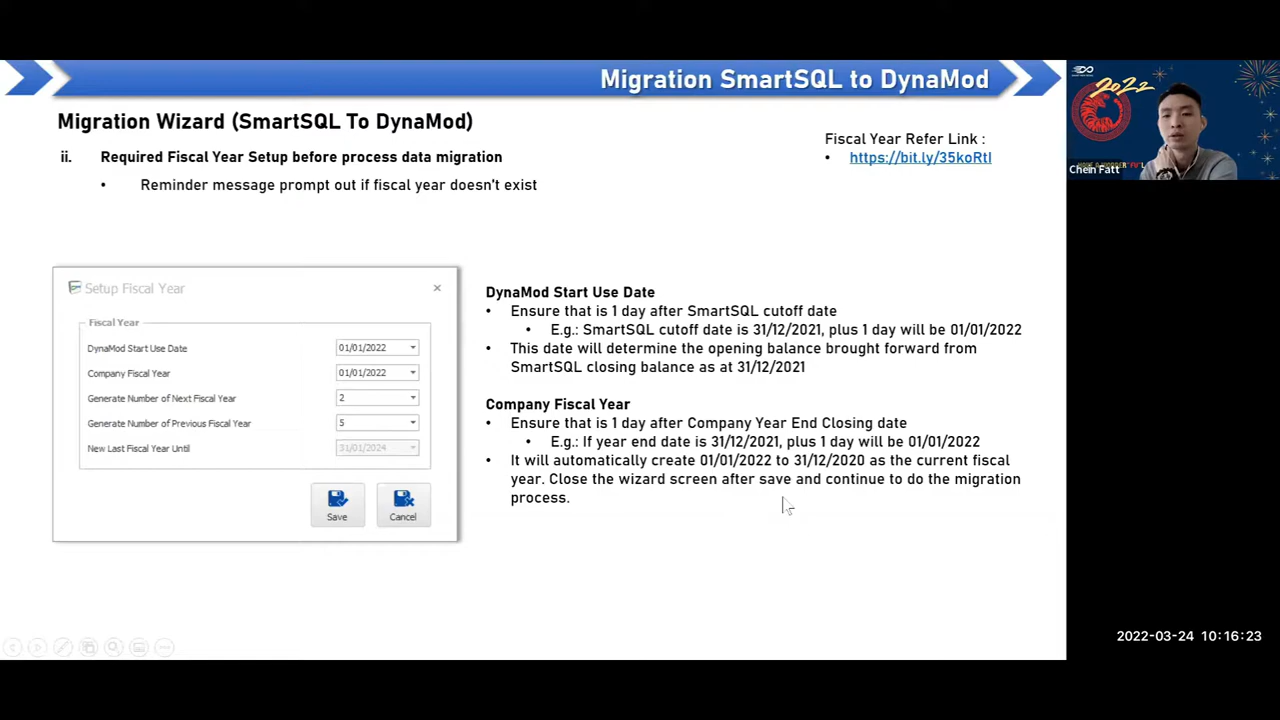 Migration SmartSQL to DynaMod
Migration Wizard (SmartSQL To DynaMod)
ii. Required Fiscal Year Setup before process data migration
• Reminder message prompt out if fiscal year doesn't exist
Fiscal Year Refer Link :
• https://bit.ly/35koRtI
2022
Chein Fatt
Setup Fiscal Year
Fiscal Year
DynaMod Start Use Date 01/01/2022
Company Fiscal Year 01/01/2022
Generate Number of Next Fiscal Year 2
Generate Number of Previous Fiscal Year 5
New Last Fiscal Year Until 31/01/2024
Save Cancel
DynaMod Start Use Date
• Ensure that is 1 day after SmartSQL cutoff date
• E.g.: SmartSQL cutoff date is 31/12/2021, plus 1 day will be 01/01/2022
• This date will determine the opening balance brought forward from
SmartSQL closing balance as at 31/12/2021
Company Fiscal Year
• Ensure that is 1 day after Company Year End Closing date
• E.g.: If year end date is 31/12/2021, plus 1 day will be 01/01/2022
• It will automatically create 01/01/2022 to 31/12/2020 as the current fiscal
year. Close the wizard screen after save and continue to do the migration
process.
2022-03-24 10:16:23